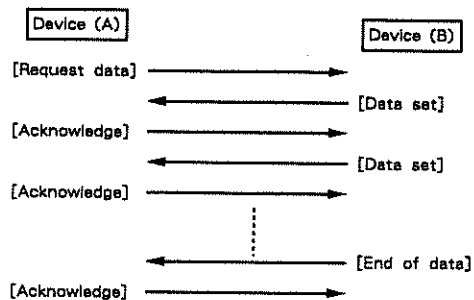 Device (A)
Device (B)
[Request data]
[Data set]
[Acknowledge]
[Data set]
[Acknowledge]
[End of data]
[Acknowledge]